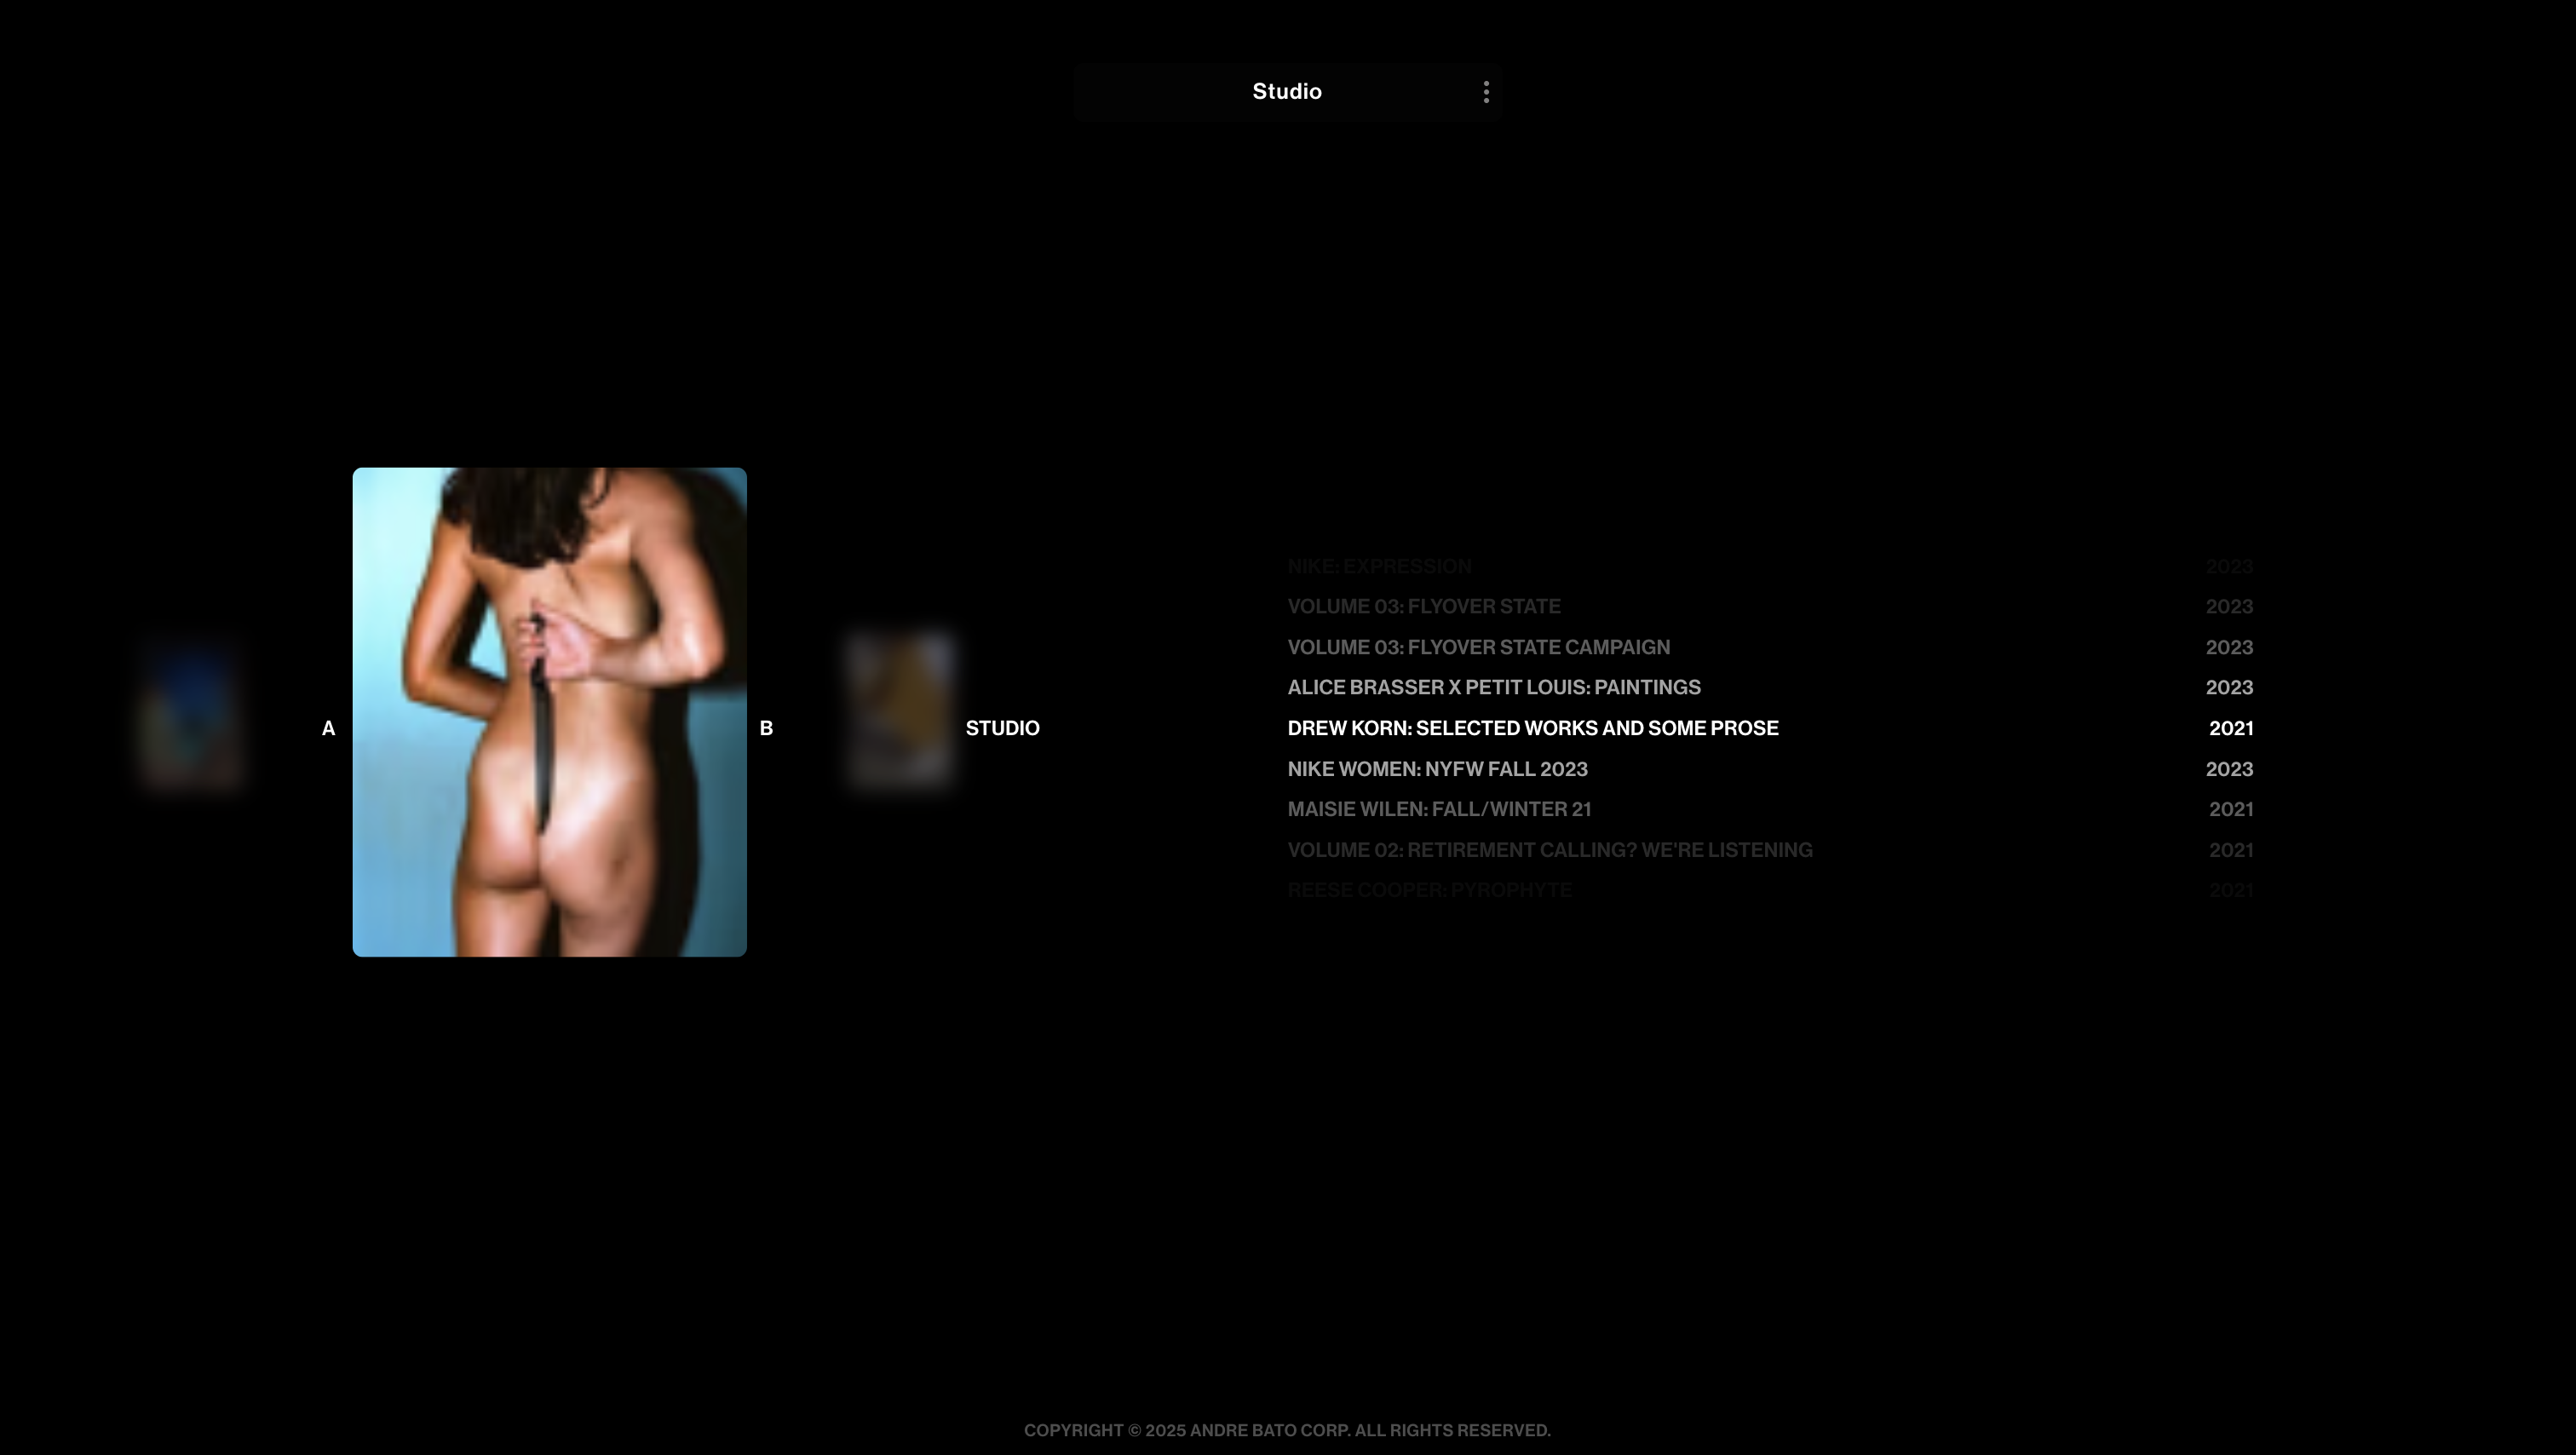 Studio
NIKE: EXPRESSION 2023
VOLUME 03: FLYOVER STATE 2023
VOLUME 03: FLYOVER STATE CAMPAIGN 2023
ALICE BRASSER X PETIT LOUIS: PAINTINGS 2023
A B STUDIO DREW KORN: SELECTED WORKS AND SOME PROSE 2021
NIKE WOMEN: NYFW FALL 2023 2023
MAISIE WILEN: FALL/WINTER 21 2021
VOLUME 02: RETIREMENT CALLING? WE'RE LISTENING 2021
REESE COOPER: PYROPHYTE 2021
COPYRIGHT © 2025 ANDRE BATO CORP. ALL RIGHTS RESERVED.